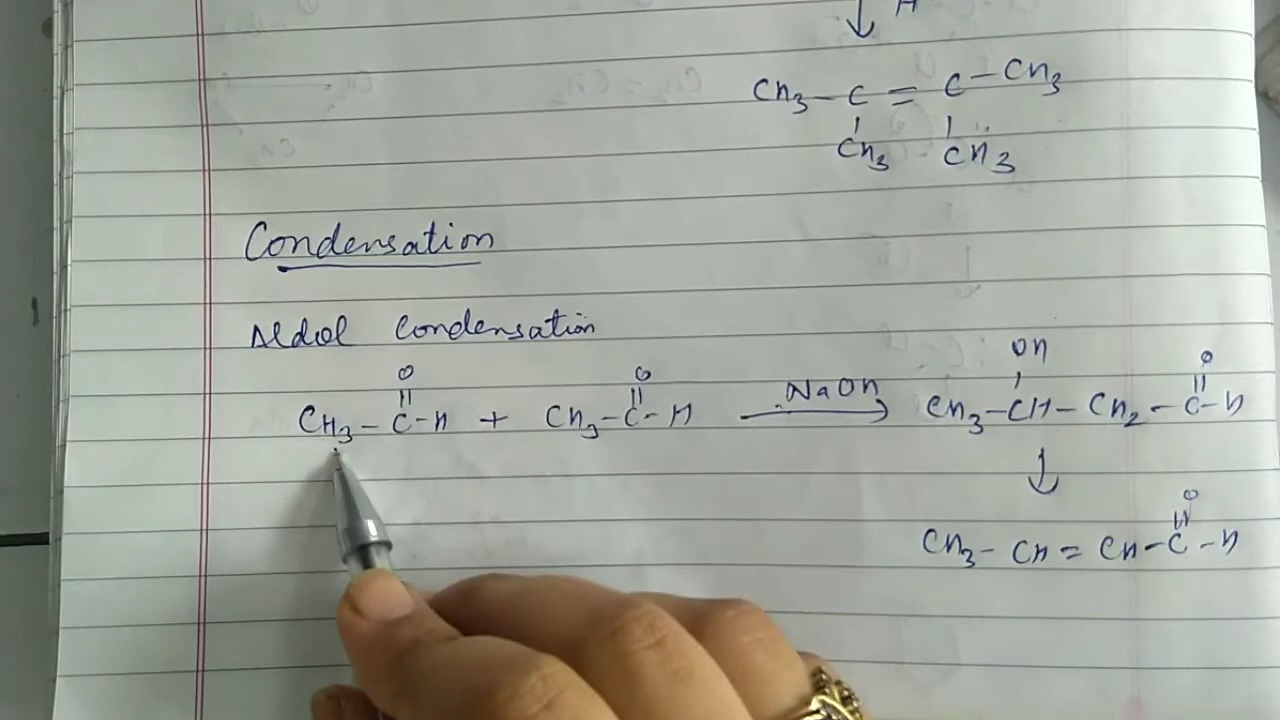 H
CH3 - C = C - CH3
CH3 CH3
Condensation
Aldol Condensation
O O OH O
CH3 - C - H + CH3 - C - H NaOH CH3 - CH - CH2 - C - H
O
CH3 - CH = CH - C - H